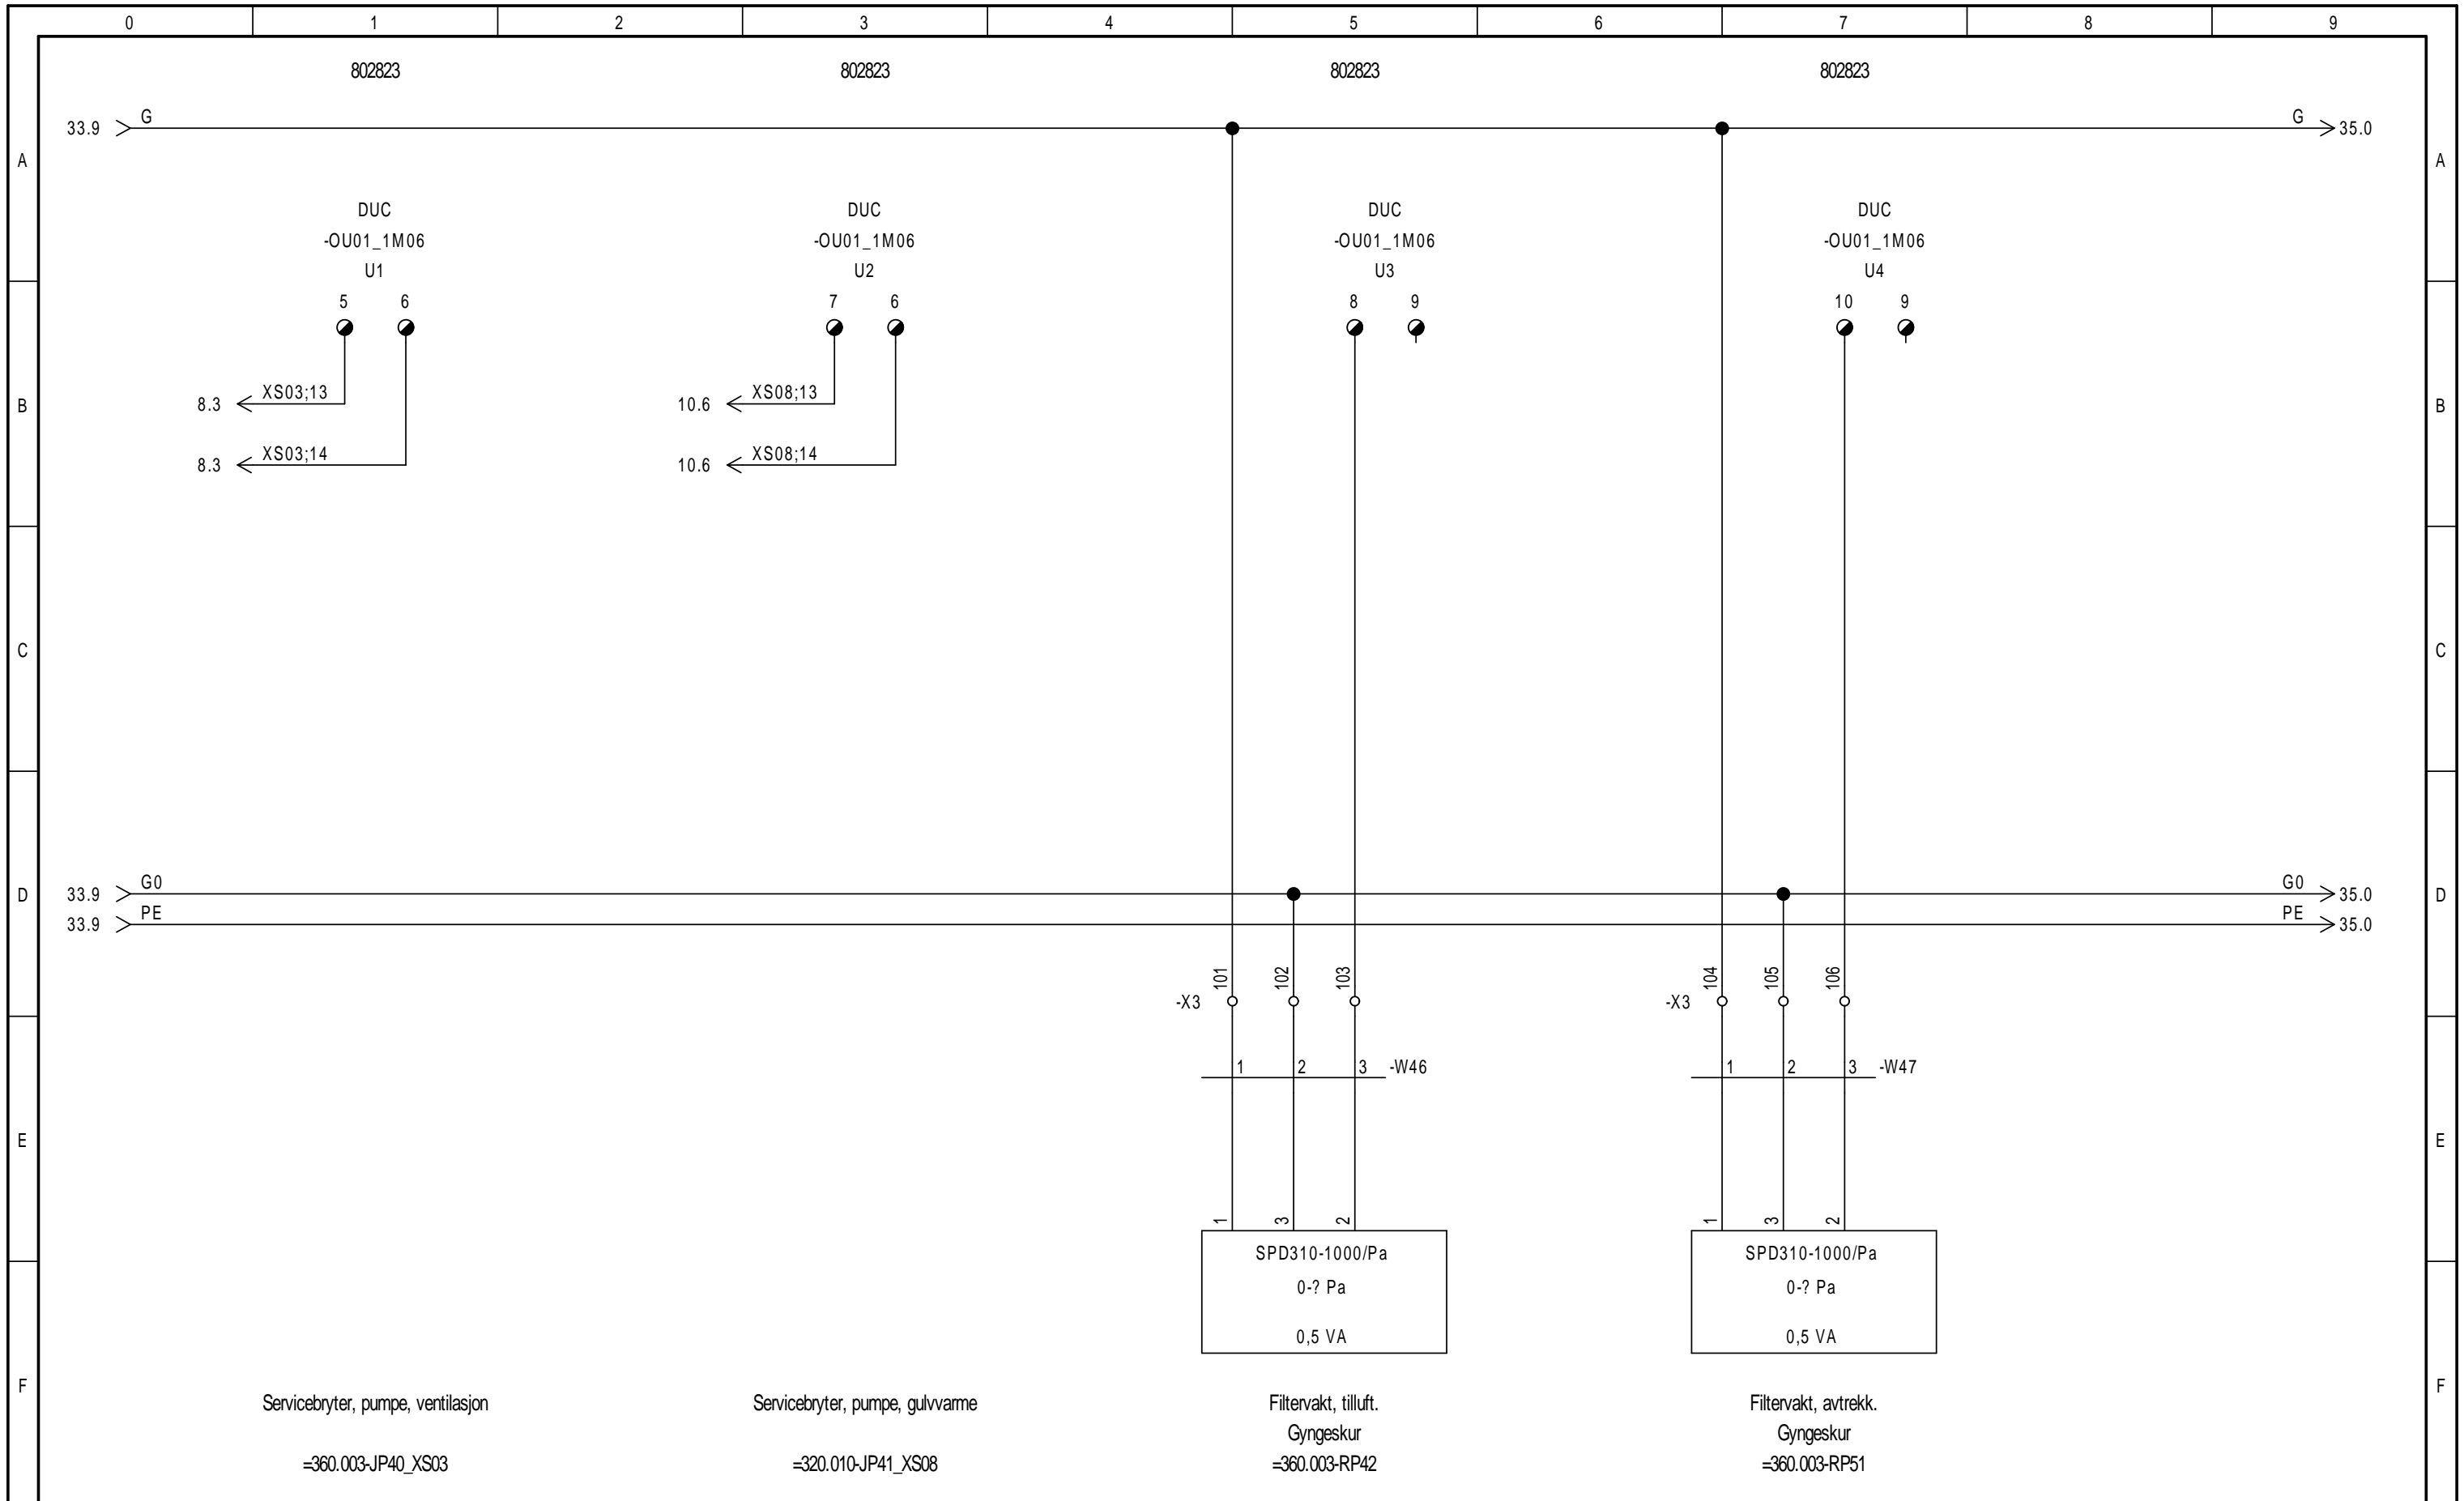 0 1 2 3 4 5 6 7 8 9
802823 802823 802823 802823
33.9 G G 35.0
A A
DUC DUC DUC DUC
-OU01_1M06 -OU01_1M06 -OU01_1M06 -OU01_1M06
U1 U2 U3 U4
5 6 7 6 8 9 10 9
8.3 XS03;13 10.6 XS08;13
B B
8.3 XS03;14 10.6 XS08;14
C C
33.9 G0 G0 35.0
D D
33.9 PE PE 35.0
-X3 101 102 103 -X3 104 105 106
1 2 3 -W46 1 2 3 -W47
E E
1 3 2 1 3 2
SPD310-1000/Pa SPD310-1000/Pa
0-? Pa 0-? Pa
0,5 VA 0,5 VA
F F
Servicebryter, pumpe, ventilasjon Servicebryter, pumpe, gulvvarme Filtervakt, tilluft. Filtervakt, avtrekk.
Gyngeskur Gyngeskur
=360.003-JP40_XS03 =320.010-JP41_XS08 =360.003-RP42 =360.003-RP51